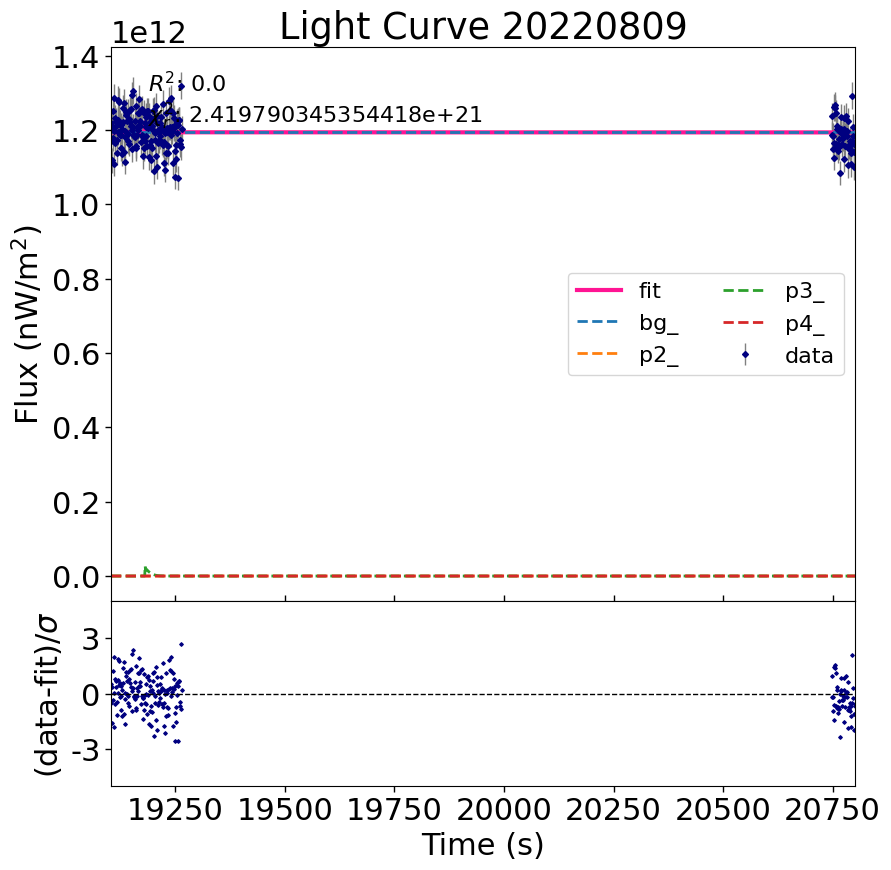 Light Curve 20220809
1e12
1.4
1.2
1.0
0.8
0.6
0.4
0.2
0.0
Flux (nW/m²)
R²: 0.0
2.419790345354418e+21
fit
bg_
p2_
p3_
p4_
data
3
0
-3
(data-fit)/σ
19250 19500 19750 20000 20250 20500 20750
Time (s)